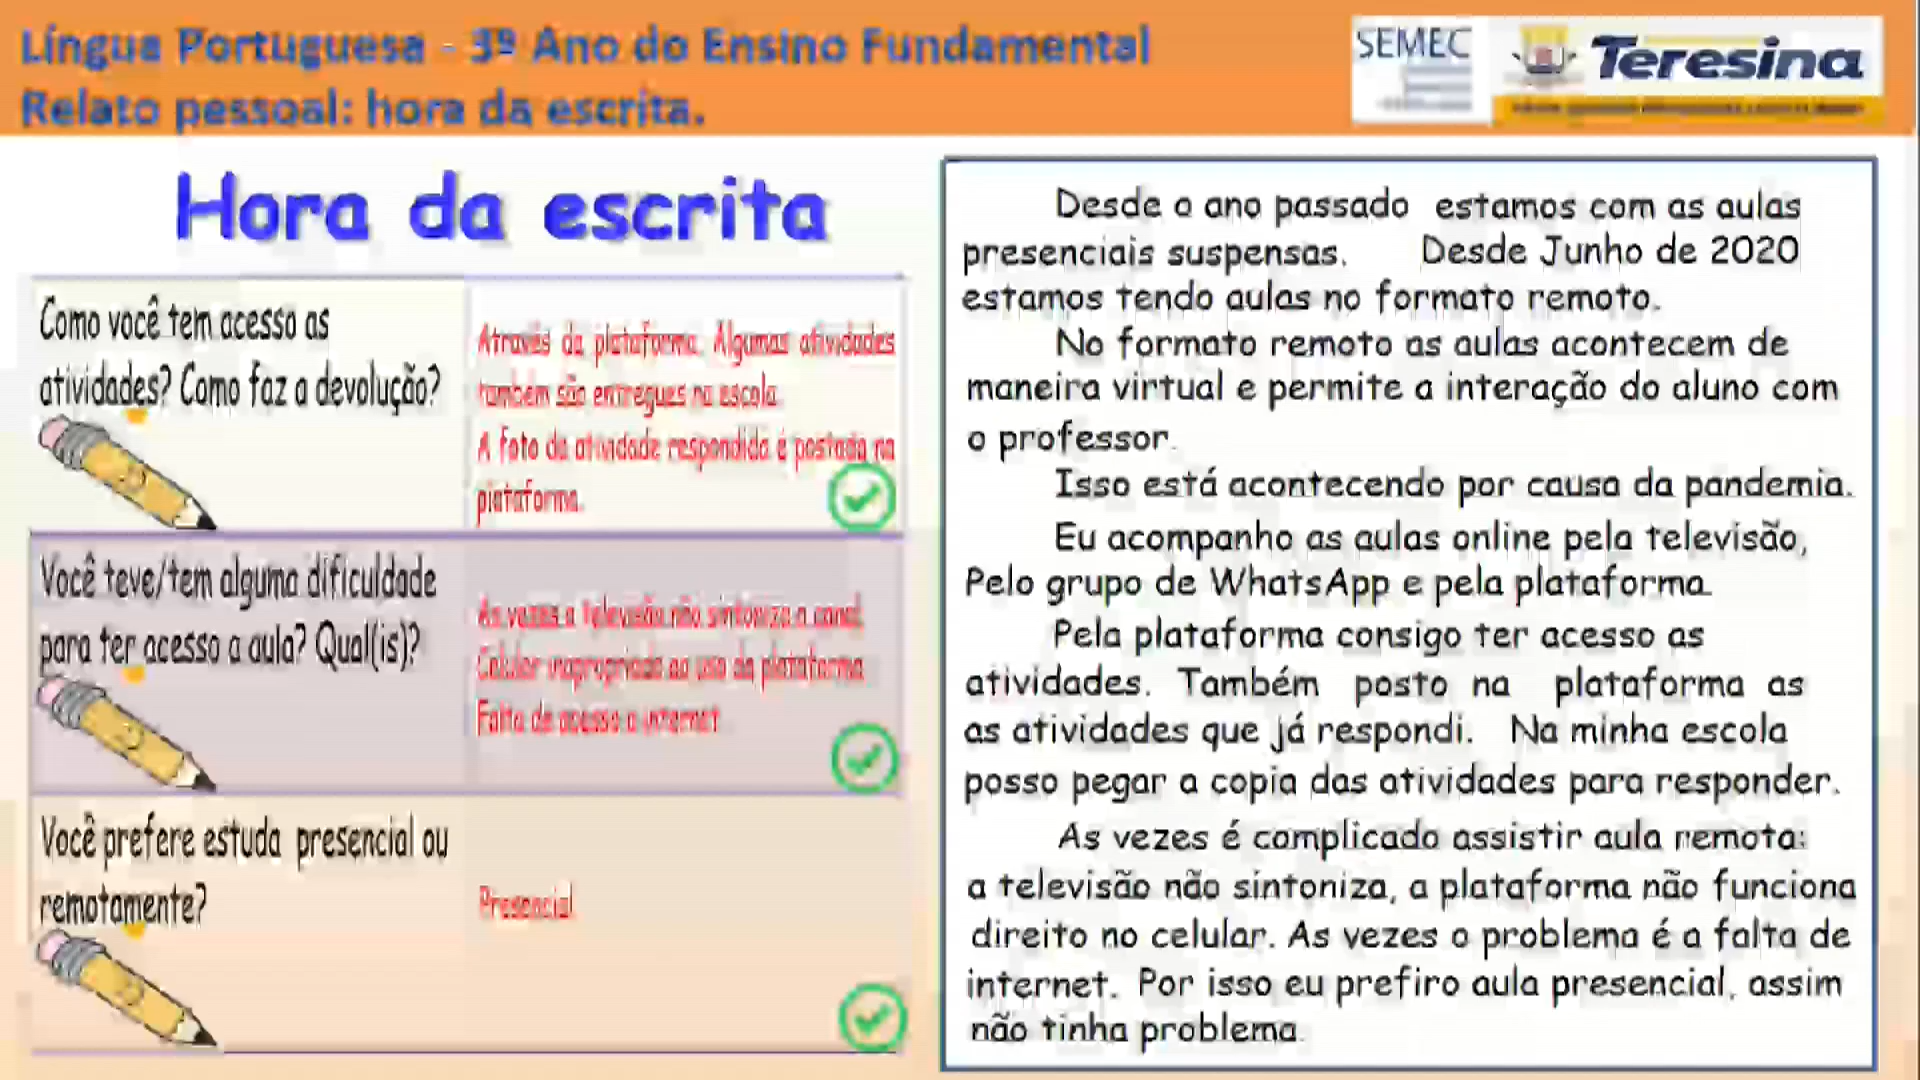 Língua Portuguesa - 3º Ano do Ensino Fundamental
Relato pessoal: hora da escrita.
SEMEC
Teresina
Hora da escrita
Como você tem acesso as
atividades? Como faz a devolução?
Através da plataforma. Algumas atividades
também são entregues na escola.
A foto da atividade respondida é postada na
plataforma.
Você teve/tem alguma dificuldade
para ter acesso a aula? Qual(is)?
As vezes a televisão não sintoniza o canal.
Celular inapropriado ao uso da plataforma
Falta de acesso a internet
Você prefere estuda presencial ou
remotamente?
Presencial.
Desde o ano passado estamos com as aulas
presenciais suspensas. Desde Junho de 2020
estamos tendo aulas no formato remoto.
No formato remoto as aulas acontecem de
maneira virtual e permite a interação do aluno com
o professor.
Isso está acontecendo por causa da pandemia.
Eu acompanho as aulas online pela televisão,
Pelo grupo de WhatsApp e pela plataforma.
Pela plataforma consigo ter acesso as
atividades. Também posto na plataforma as
as atividades que já respondi. Na minha escola
posso pegar a copia das atividades para responder.
As vezes é complicado assistir aula remota:
a televisão não sintoniza, a plataforma não funciona
direito no celular. As vezes o problema é a falta de
internet. Por isso eu prefiro aula presencial, assim
não tinha problema.